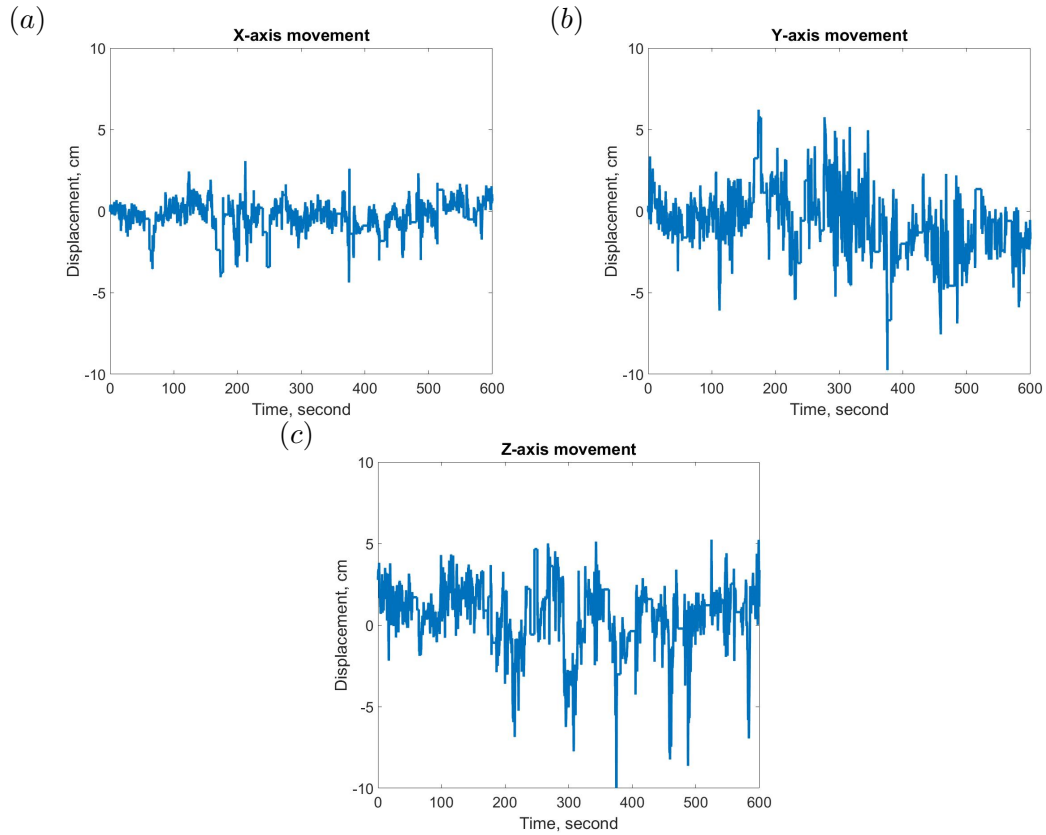 (a)
X-axis movement
10
5
0
-5
-10
Displacement, cm
0 100 200 300 400 500 600
Time, second
(b)
Y-axis movement
10
5
0
-5
-10
Displacement, cm
0 100 200 300 400 500 600
Time, second
(c)
Z-axis movement
10
5
0
-5
-10
Displacement, cm
0 100 200 300 400 500 600
Time, second